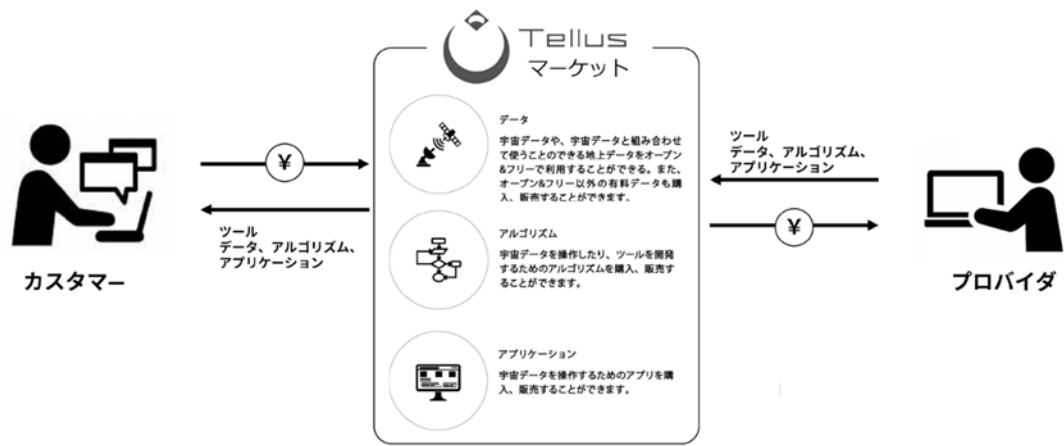 Tellus
マーケット
データ
宇宙データや、宇宙データと組み合わせ
て使うことのできる地上データをオープン
&フリーで利用することができる。また、
オープン&フリー以外の有料データも購
入、販売することができます。
アルゴリズム
宇宙データを操作したり、ツールを開発
するためのアルゴリズムを購入、販売す
ることができます。
アプリケーション
宇宙データを操作するためのアプリを購
入、販売することができます。
¥
ツール
データ、アルゴリズム、
アプリケーション
カスタマー
ツール
データ、アルゴリズム、
アプリケーション
¥
プロバイダ